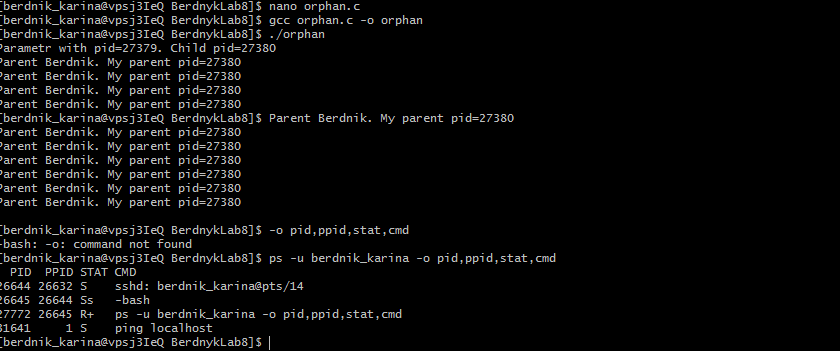 [berdnik_karina@vpsj3IeQ BerdnykLab8]$ nano orphan.c
[berdnik_karina@vpsj3IeQ BerdnykLab8]$ gcc orphan.c -o orphan
[berdnik_karina@vpsj3IeQ BerdnykLab8]$ ./orphan
Parametr with pid=27379. Child pid=27380
Parent Berdnik. My parent pid=27380
Parent Berdnik. My parent pid=27380
Parent Berdnik. My parent pid=27380
Parent Berdnik. My parent pid=27380
[berdnik_karina@vpsj3IeQ BerdnykLab8]$ Parent Berdnik. My parent pid=27380
Parent Berdnik. My parent pid=27380
Parent Berdnik. My parent pid=27380
Parent Berdnik. My parent pid=27380
Parent Berdnik. My parent pid=27380
Parent Berdnik. My parent pid=27380
Parent Berdnik. My parent pid=27380
[berdnik_karina@vpsj3IeQ BerdnykLab8]$ -o pid,ppid,stat,cmd
-bash: -o: command not found
[berdnik_karina@vpsj3IeQ BerdnykLab8]$ ps -u berdnik_karina -o pid,ppid,stat,cmd
PID PPID STAT CMD
26644 26632 S sshd: berdnik_karina@pts/14
26645 26644 Ss -bash
27772 26645 R+ ps -u berdnik_karina -o pid,ppid,stat,cmd
31641 1 S ping localhost
[berdnik_karina@vpsj3IeQ BerdnykLab8]$